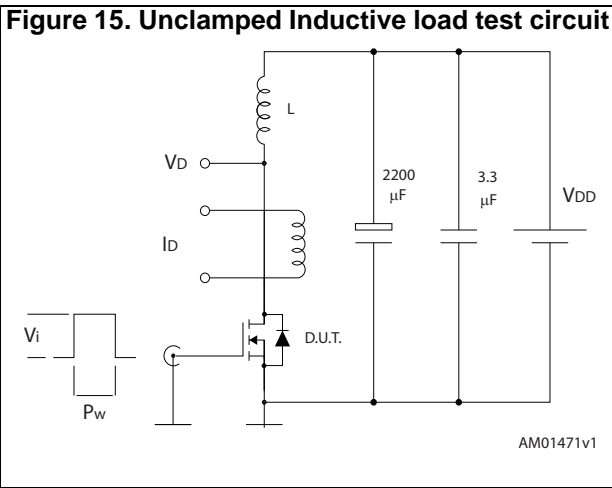 Figure 15. Unclamped Inductive load test circuit
L
VD
2200
μF
3.3
μF
VDD
ID
Vi
D.U.T.
Pw
AM01471v1